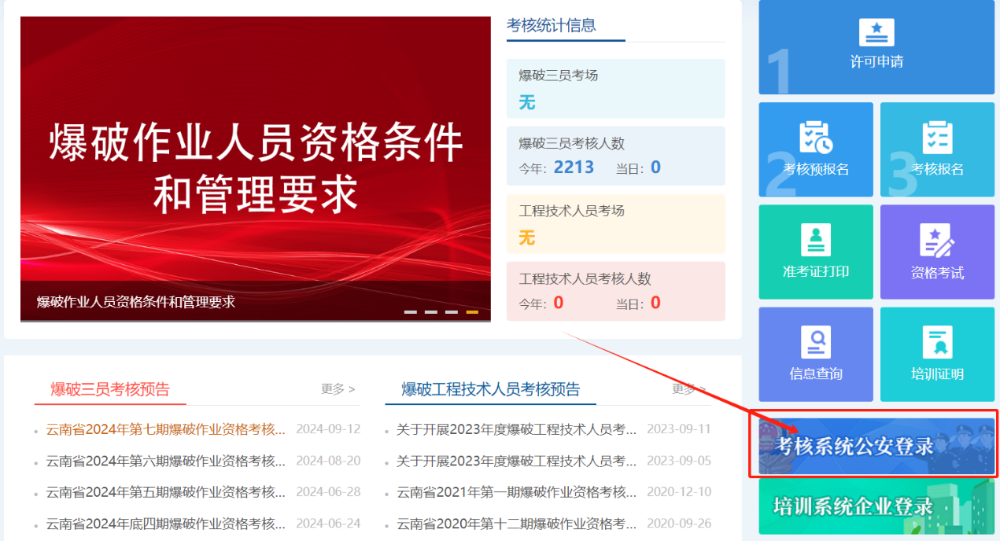 爆破作业人员资格条件
和管理要求
爆破作业人员资格条件和管理要求
考核统计信息
爆破三员考场
无
爆破三员考核人数
今年：2213 当日：0
工程技术人员考场
无
工程技术人员考核人数
今年：0 当日：0
1
许可申请
2
考核预报名
3
考核报名
准考证打印
资格考试
信息查询
培训证明
考核系统公安登录
培训系统企业登录
爆破三员考核预告 更多 >
云南省2024年第七期爆破作业资格考核... 2024-09-12
云南省2024年第六期爆破作业资格考核... 2024-08-20
云南省2024年第五期爆破作业资格考核... 2024-06-28
云南省2024年底四期爆破作业资格考核... 2024-06-24
爆破工程技术人员考核预告 更多 >
关于开展2023年度爆破工程技术人员考... 2023-09-11
关于开展2023年度爆破工程技术人员考... 2023-09-05
云南省2021年第一期爆破作业资格考核... 2020-12-10
云南省2020年第十二期爆破作业资格考... 2020-09-26